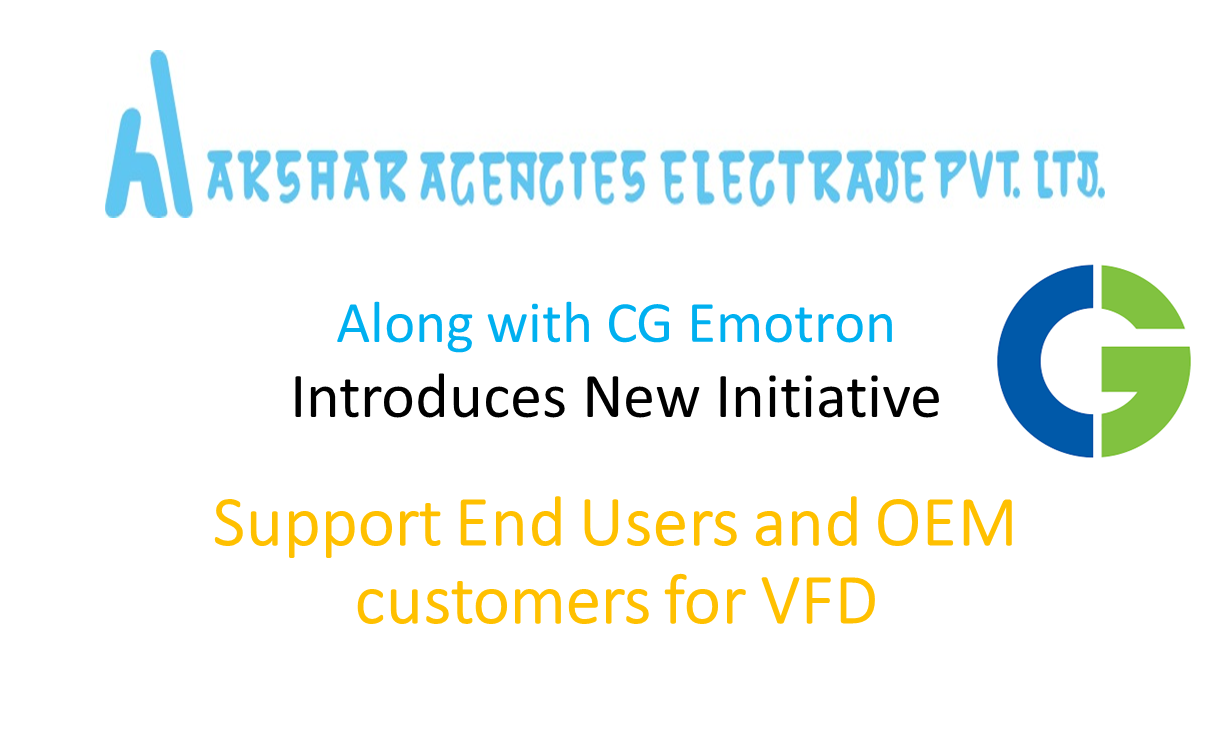 AKSHAR AGENCIES ELECTRADE PVT. LTD.
Along with CG Emotron
Introduces New Initiative
CG
Support End Users and OEM
customers for VFD